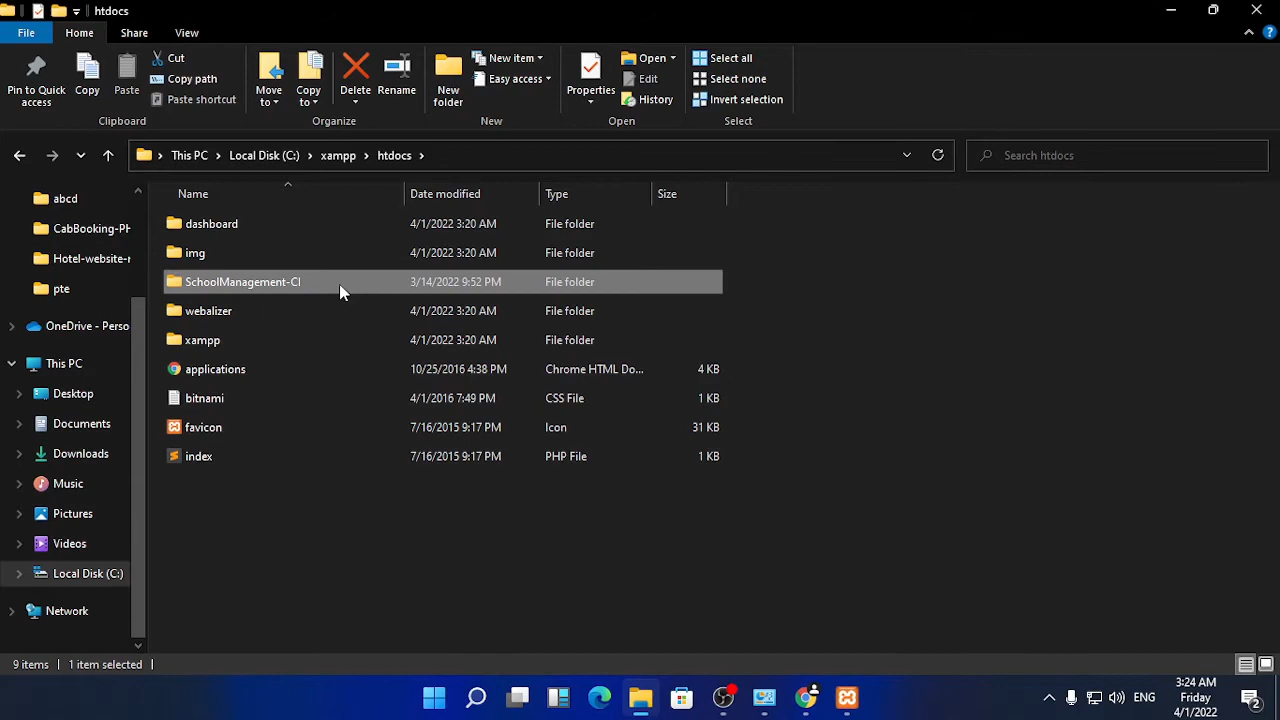 htdocs
File Home Share View
Pin to Quick access
Copy
Paste
Cut
Copy path
Paste shortcut
Move to
Copy to
Delete
Rename
New folder
New item
Easy access
Properties
Open
Edit
History
Select all
Select none
Invert selection
Clipboard Organize New Open Select
This PC Local Disk (C:) xampp htdocs
Search htdocs
Name Date modified Type Size
dashboard 4/1/2022 3:20 AM File folder
img 4/1/2022 3:20 AM File folder
SchoolManagement-CI 3/14/2022 9:52 PM File folder
webalizer 4/1/2022 3:20 AM File folder
xampp 4/1/2022 3:20 AM File folder
applications 10/25/2016 4:38 PM Chrome HTML Do... 4 KB
bitnami 4/1/2016 7:49 PM CSS File 1 KB
favicon 7/16/2015 9:17 PM Icon 31 KB
index 7/16/2015 9:17 PM PHP File 1 KB
abcd
CabBooking-PH
Hotel-website-r
pte
OneDrive - Perso
This PC
Desktop
Documents
Downloads
Music
Pictures
Videos
Local Disk (C:)
Network
9 items 1 item selected
ENG
3:24 AM
Friday
4/1/2022
2